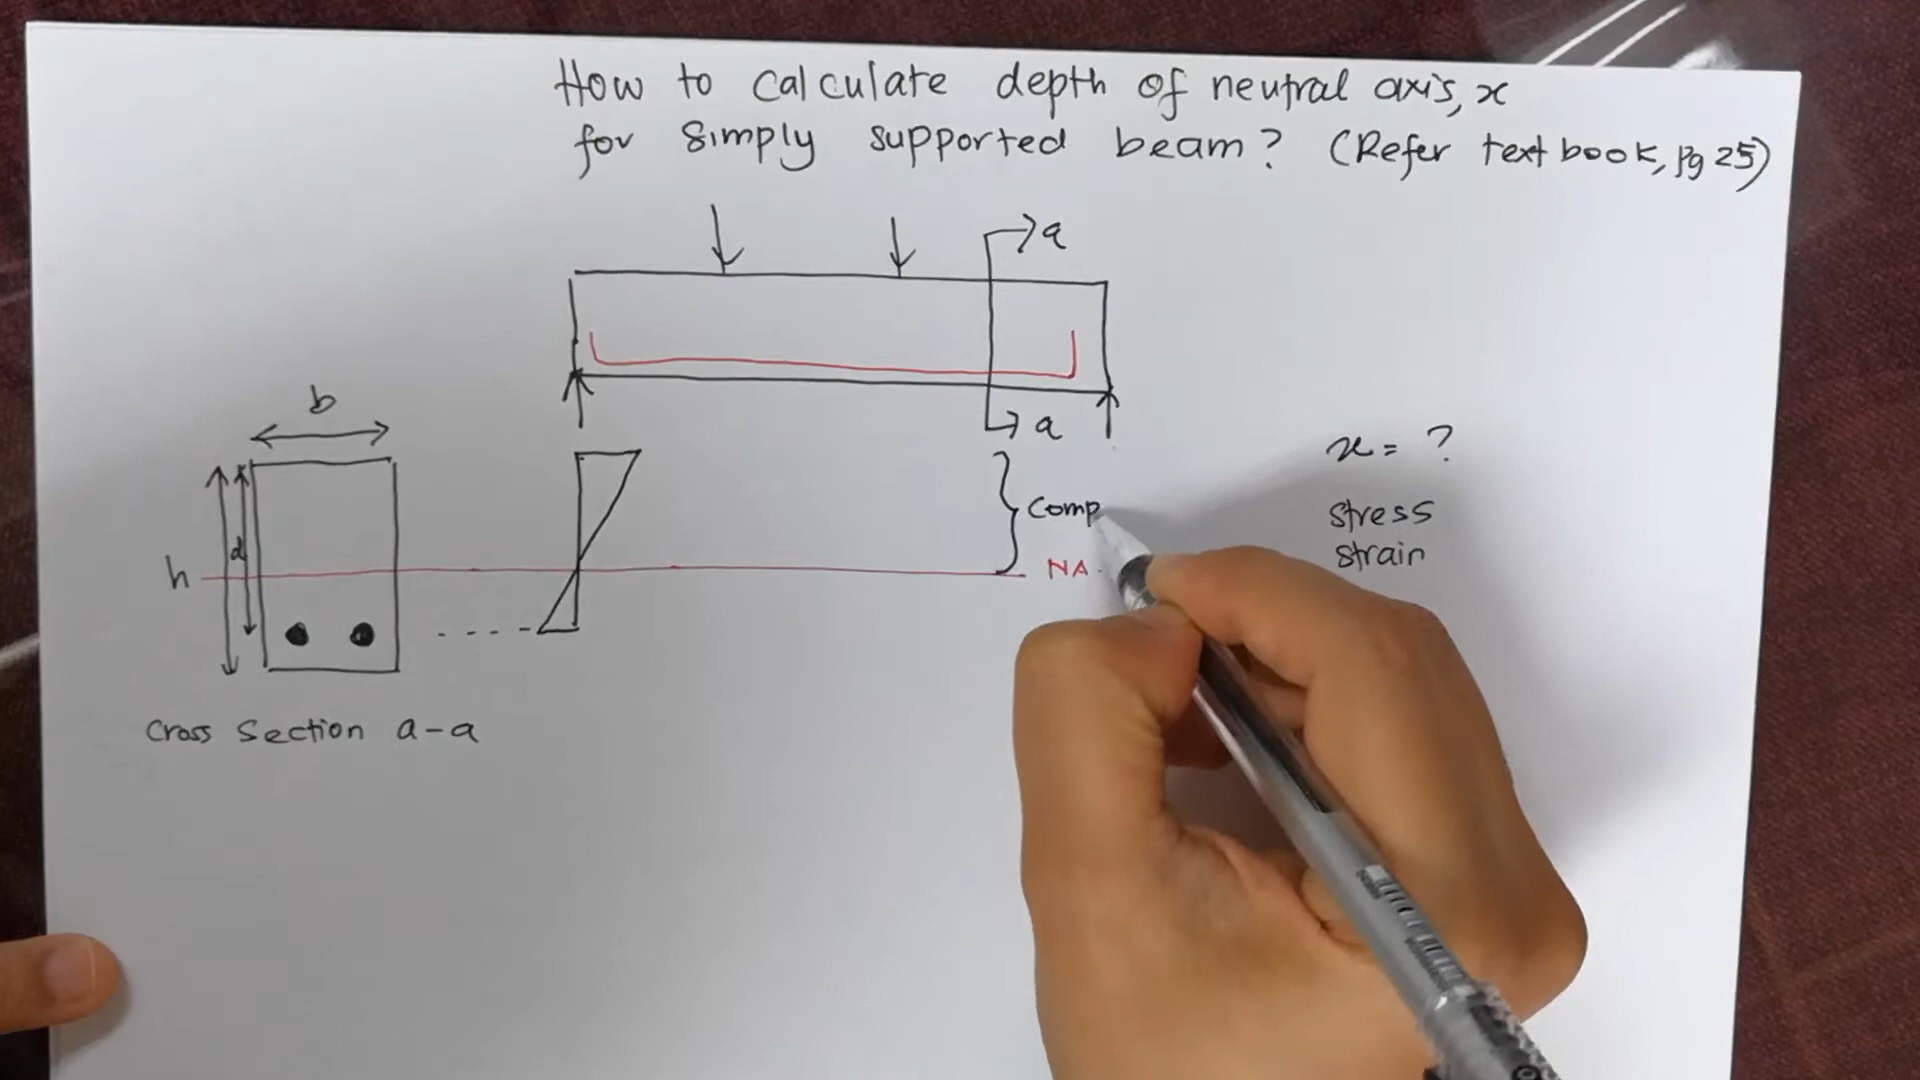 How to calculate depth of neutral axis, x
for simply supported beam? (Refer text book, pg 25)
a
a
b
x = ?
Comp
stress
d
strain
h
NA
Cross Section a-a